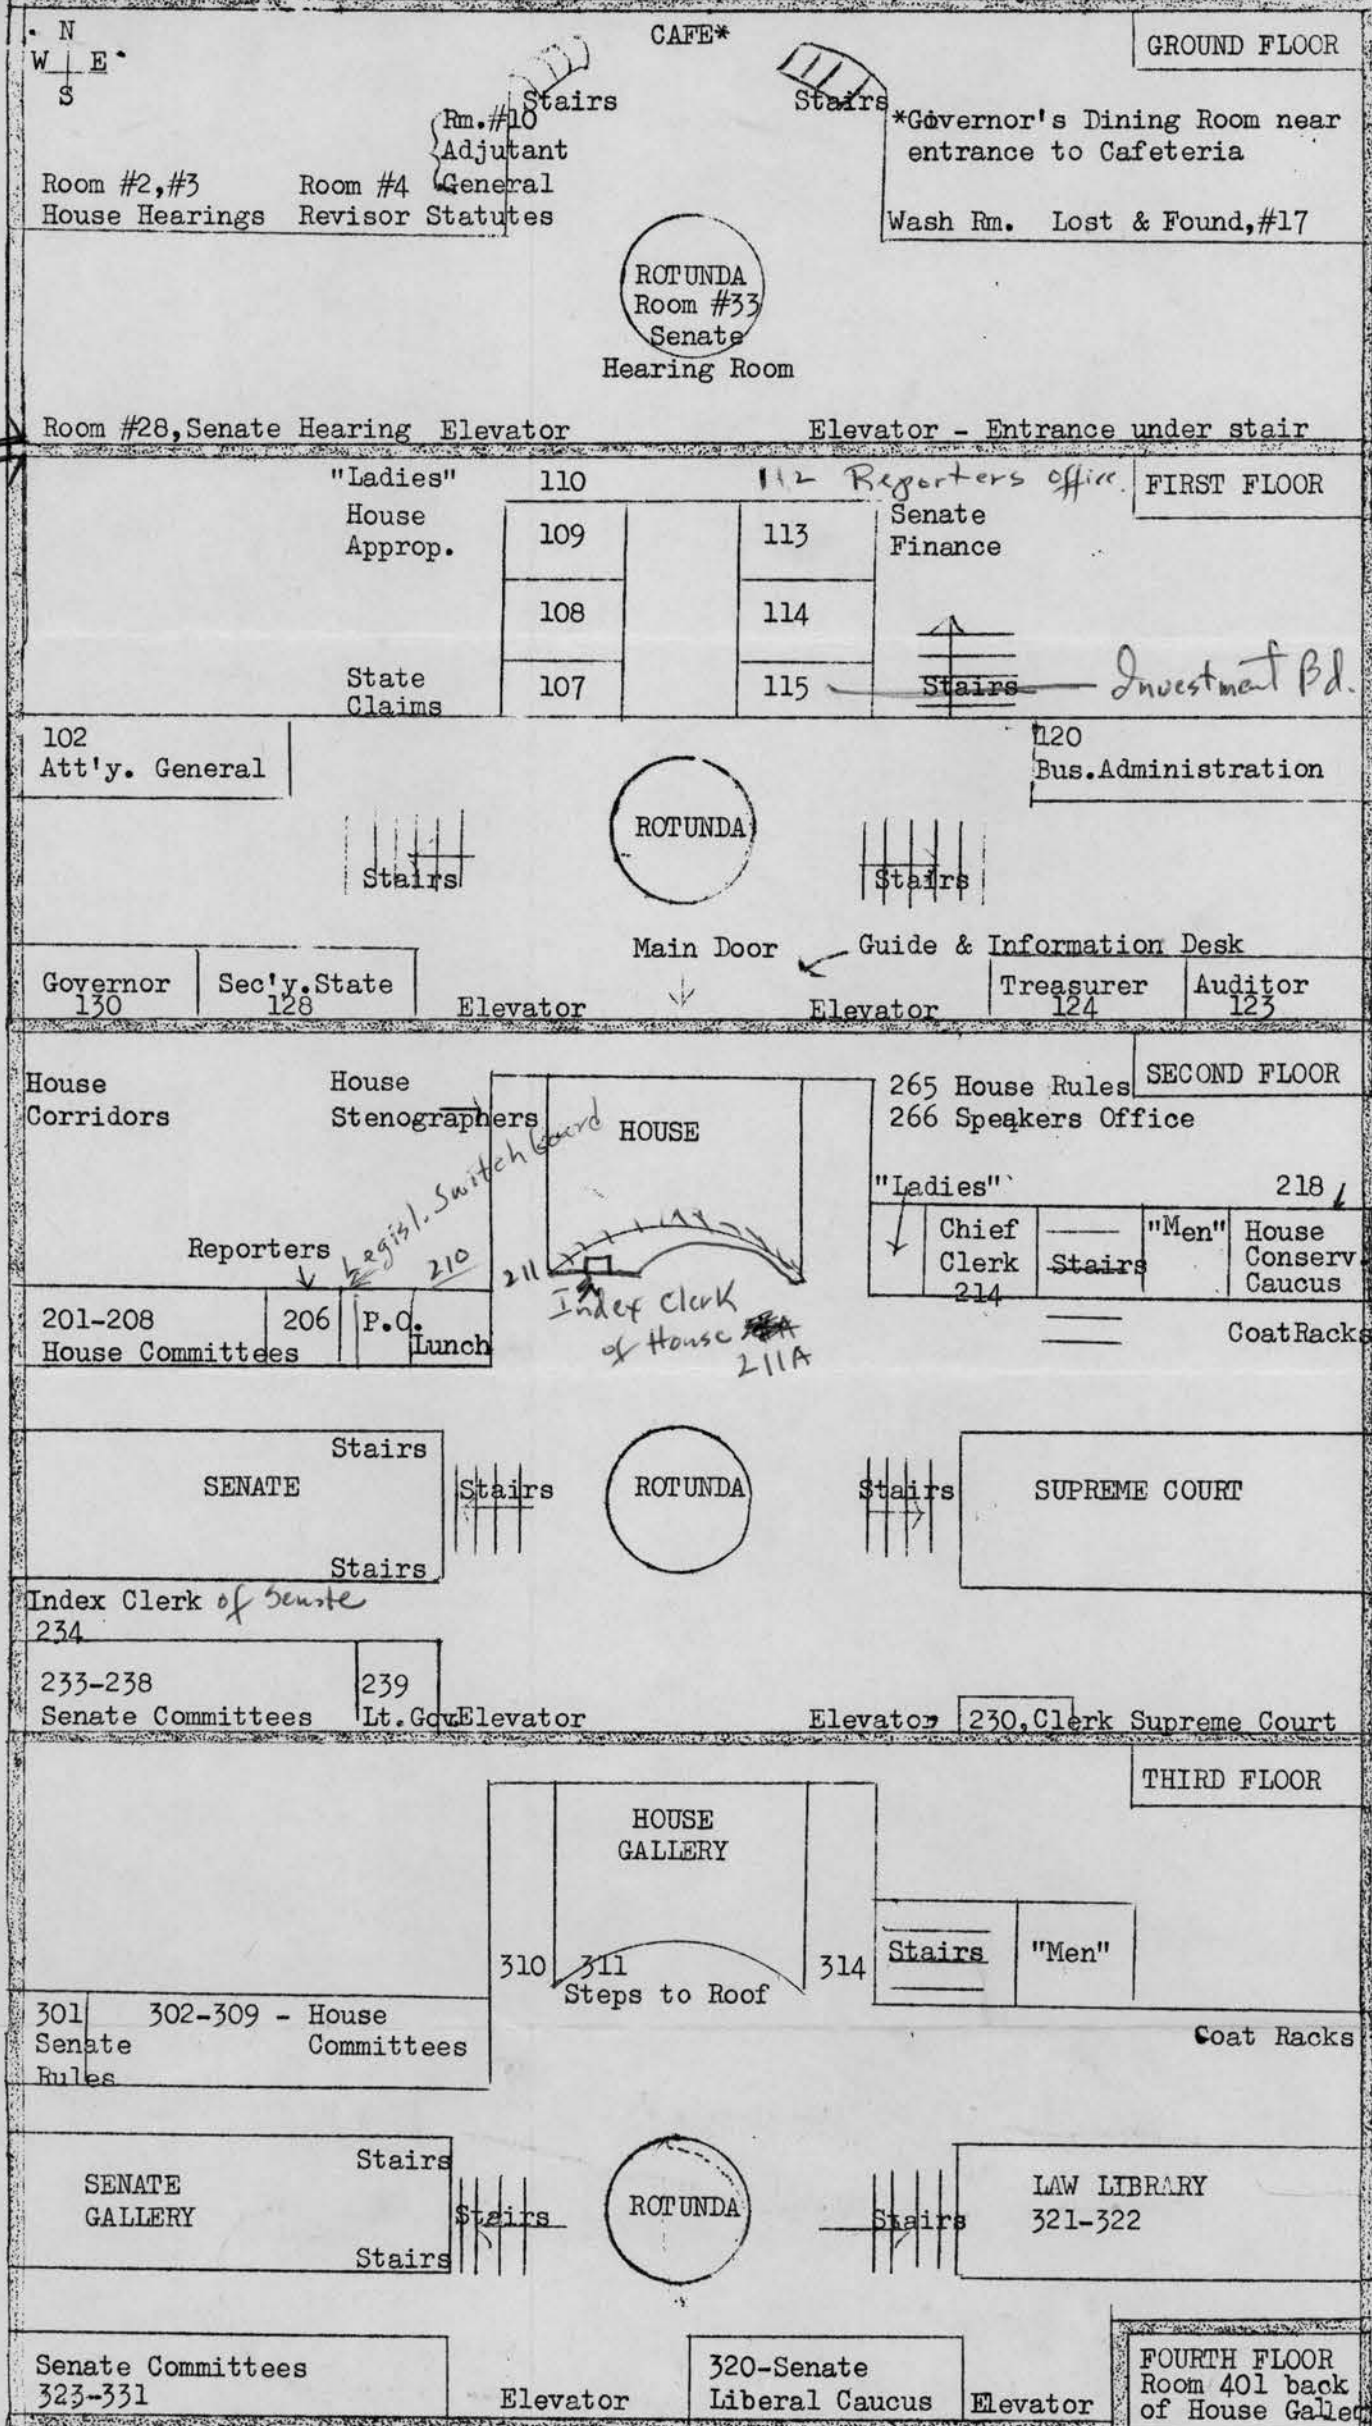 N
W E
S
CAFE*
GROUND FLOOR
Stairs
Stairs
Rm.#10
Adjutant
General
*Governor's Dining Room near
entrance to Cafeteria
Room #2,#3
House Hearings
Room #4
Revisor Statutes
Wash Rm. Lost & Found,#17
ROTUNDA
Room #33
Senate
Hearing Room
Room #28,Senate Hearing
Elevator
Elevator - Entrance under stair
FIRST FLOOR
"Ladies"
110
112 Reporters office.
House
Approp.
109
113
Senate
Finance
108
114
State
Claims
107
115
Stairs
Investment Bd.
102
Att'y. General
120
Bus.Administration
ROTUNDA
Stairs
Stairs
Main Door
Guide & Information Desk
Governor
130
Sec'y.State
128
Elevator
Elevator
Treasurer
124
Auditor
123
SECOND FLOOR
House
Corridors
House
Stenographers
HOUSE
265 House Rules
266 Speakers Office
Legisl. Switchboard
"Ladies"
218
Reporters
210
211
Chief
Clerk
214
Stairs
"Men"
House
Conserv.
Caucus
201-208
House Committees
206
P.O.
Lunch
Index Clerk
of House
211A
CoatRacks
SENATE
Stairs
Stairs
Stairs
ROTUNDA
Stairs
SUPREME COURT
Index Clerk of Senate
234
233-238
Senate Committees
239
Lt.Gov.
Elevator
Elevator
230,Clerk Supreme Court
THIRD FLOOR
HOUSE
GALLERY
310
311
Steps to Roof
314
Stairs
"Men"
301
Senate
Rules
302-309 - House
Committees
Coat Racks
SENATE
GALLERY
Stairs
Stairs
Stairs
ROTUNDA
Stairs
LAW LIBRARY
321-322
Senate Committees
323-331
Elevator
320-Senate
Liberal Caucus
Elevator
FOURTH FLOOR
Room 401 back
of House Galle